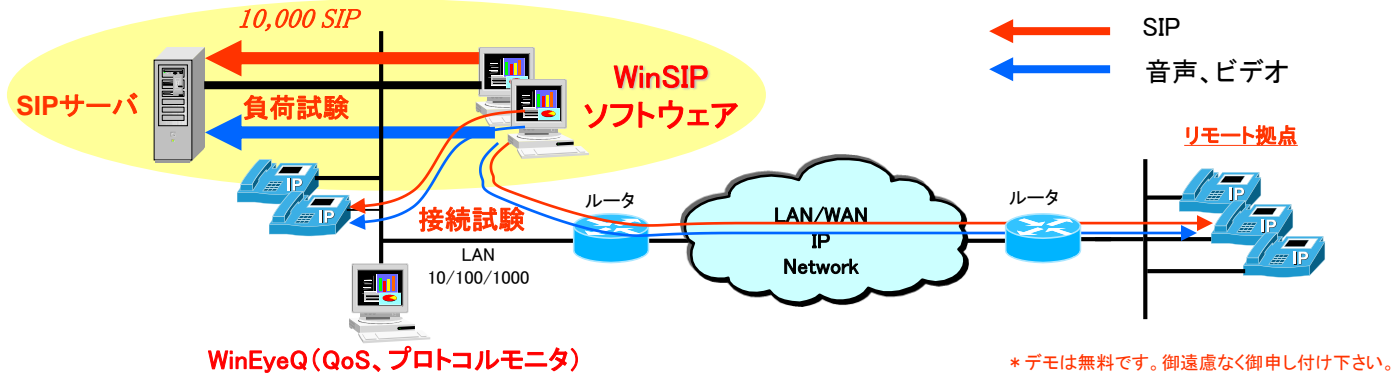 10,000 SIP
SIP
音声、ビデオ
WinSIP
ソフトウェア
SIPサーバ
負荷試験
リモート拠点
IP
IP
接続試験
ルータ
ルータ
LAN/WAN
IP
Network
IP
IP
IP
LAN
10/100/1000
WinEyeQ（QoS、プロトコルモニタ）
＊デモは無料です。御遠慮なく御申し付け下さい。